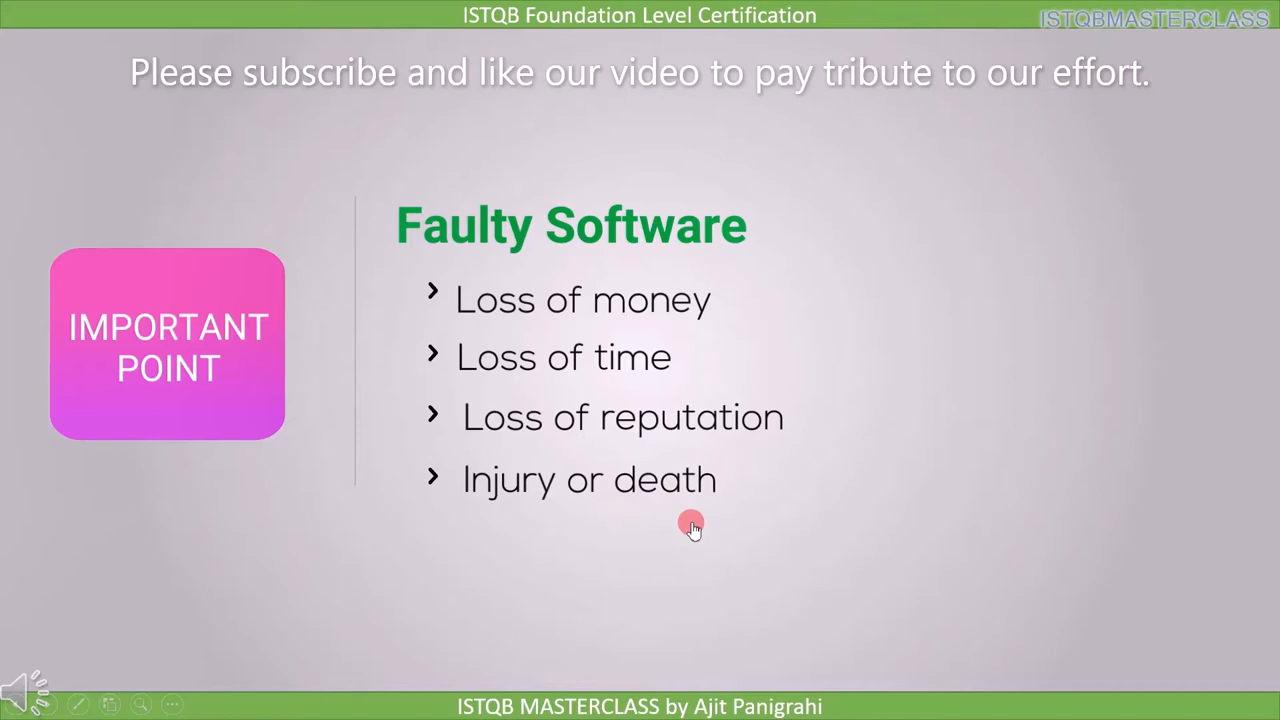 ISTQB Foundation Level Certification
ISTQBMASTERCLASS
Please subscribe and like our video to pay tribute to our effort.
IMPORTANT
POINT
Faulty Software
Loss of money
Loss of time
Loss of reputation
Injury or death
ISTQB MASTERCLASS by Ajit Panigrahi